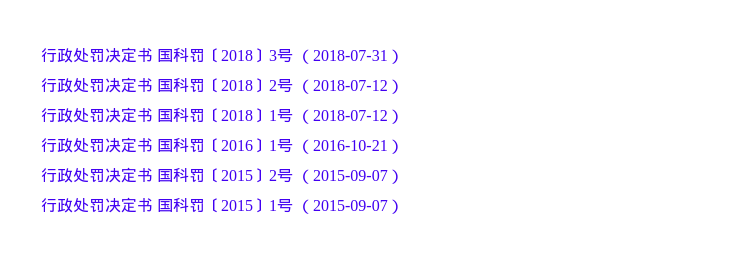 行政处罚决定书 国科罚〔2018〕3号 （2018-07-31）
行政处罚决定书 国科罚〔2018〕2号 （2018-07-12）
行政处罚决定书 国科罚〔2018〕1号 （2018-07-12）
行政处罚决定书 国科罚〔2016〕1号 （2016-10-21）
行政处罚决定书 国科罚〔2015〕2号 （2015-09-07）
行政处罚决定书 国科罚〔2015〕1号 （2015-09-07）